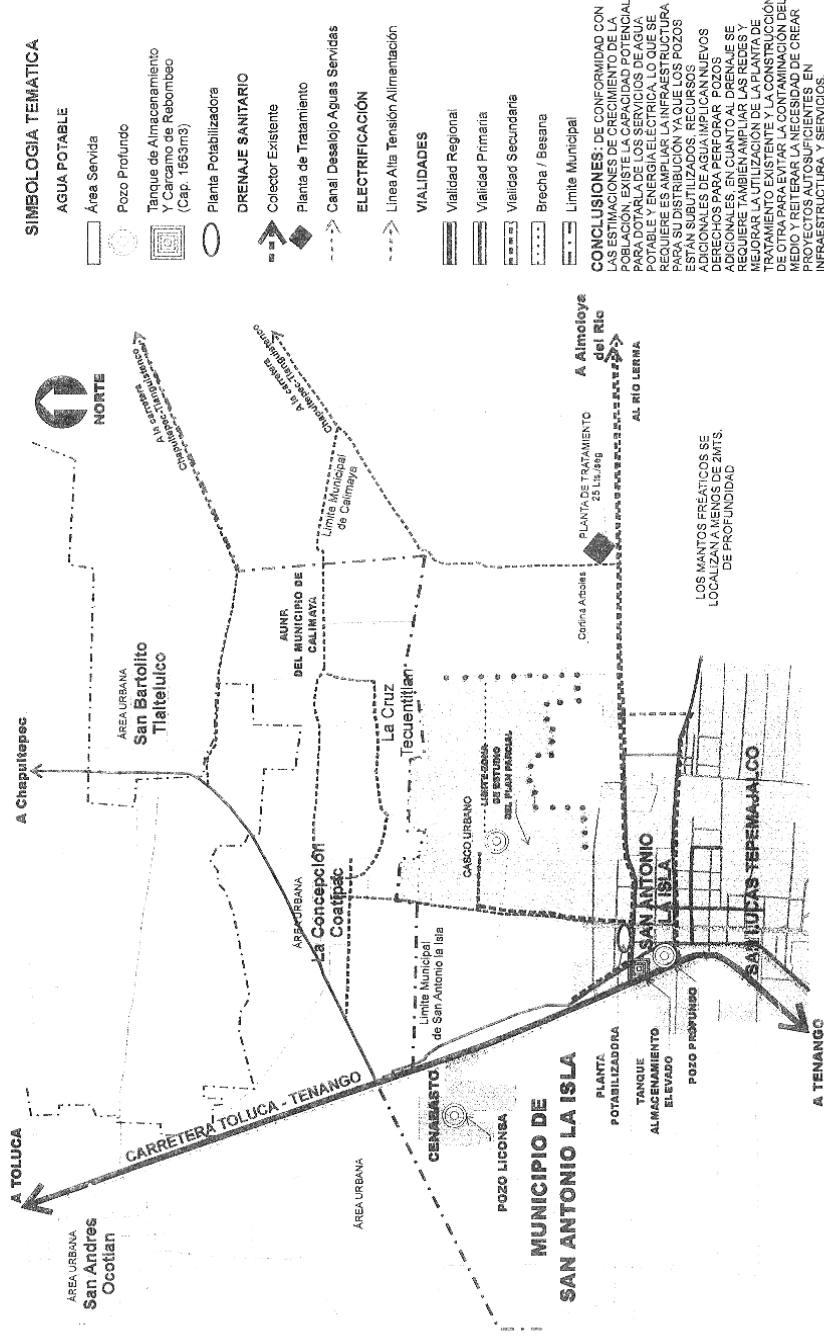 A TOLUCA
ÁREA URBANA
San Andres
Ocotlan
CARRETERA TOLUCA - TENANGO
ÁREA URBANA
A Chapultepec
ÁREA URBANA
San Bartolito
Tlaltelulco
NORTE
A la carretera
Chapultepec-Tianguistenco
A la carretera
Chapultepec-Tianguistenco
ÁREA URBANA
La Concepción
Coatipac
AUNP
DEL MUNICIPIO DE
CALIMAYA
Limite Municipal
de Calimaya
La Cruz
Tecuentitlan
Limite Municipal
de San Antonio la Isla
CENABASTO
POZO LICONSA
CASCO URBANO
LIMITE ZONA
DE ESTUDIO
DEL PLAN PARCIAL
Cortina Arboles
PLANTA DE TRATAMIENTO
25 Lts./seg
A Almoloya
del Rio
AL RÍO LERMA
MUNICIPIO DE
SAN ANTONIO LA ISLA
PLANTA
POTABILIZADORA
TANQUE
ALMACENAMIENTO
ELEVADO
POZO PROFUNDO
SAN ANTONIO
LA ISLA
SAN LUCAS TEPEMAJALCO
A TENANGO
LOS MANTOS FREATICOS SE
LOCALIZAN A MENOS DE 2MTS.
DE PROFUNDIDAD
SIMBOLOGIA TEMATICA
AGUA POTABLE
Área Servida
Pozo Profundo
Tanque de Almacenamiento
Y Carcamo de Rebombeo
(Cap. 1563m3)
Planta Potabilizadora
DRENAJE SANITARIO
Colector Existente
Planta de Tratamiento
Canal Desalojo Aguas Servidas
ELECTRIFICACIÓN
Línea Alta Tensión Alimentación
VIALIDADES
Vialidad Regional
Vialidad Primaria
Vialidad Secundaria
Brecha / Besana
Limite Municipal
CONCLUSIONES: DE CONFORMIDAD CON
LAS ESTIMACIONES DE CRECIMIENTO DE LA
POBLACIÓN, EXISTE LA CAPACIDAD POTENCIAL
PARA DOTARLA DE LOS SERVICIOS DE AGUA
POTABLE Y ENERGÍA ELÉCTRICA, LO QUE SE
REQUIERE ES AMPLIAR LA INFRAESTRUCTURA
PARA SU DISTRIBUCIÓN YA QUE LOS POZOS
ESTÁN SUBUTILIZADOS. RECURSOS
ADICIONALES DE AGUA IMPLICAN NUEVOS
DERECHOS PARA PERFORAR POZOS
ADICIONALES. EN CUANTO AL DRENAJE SE
REQUIERE TAMBIÉN AMPLIAR LAS REDES Y
MEJORAR LA UTILIZACIÓN DE LA PLANTA DE
TRATAMIENTO EXISTENTE Y LA CONSTRUCCIÓN
DE OTRA PARA EVITAR LA CONTAMINACIÓN DEL
MEDIO Y REITERAR LA NECESIDAD DE CREAR
PROYECTOS AUTOSUFICIENTES EN
INFRAESTRUCTURA Y SERVICIOS.